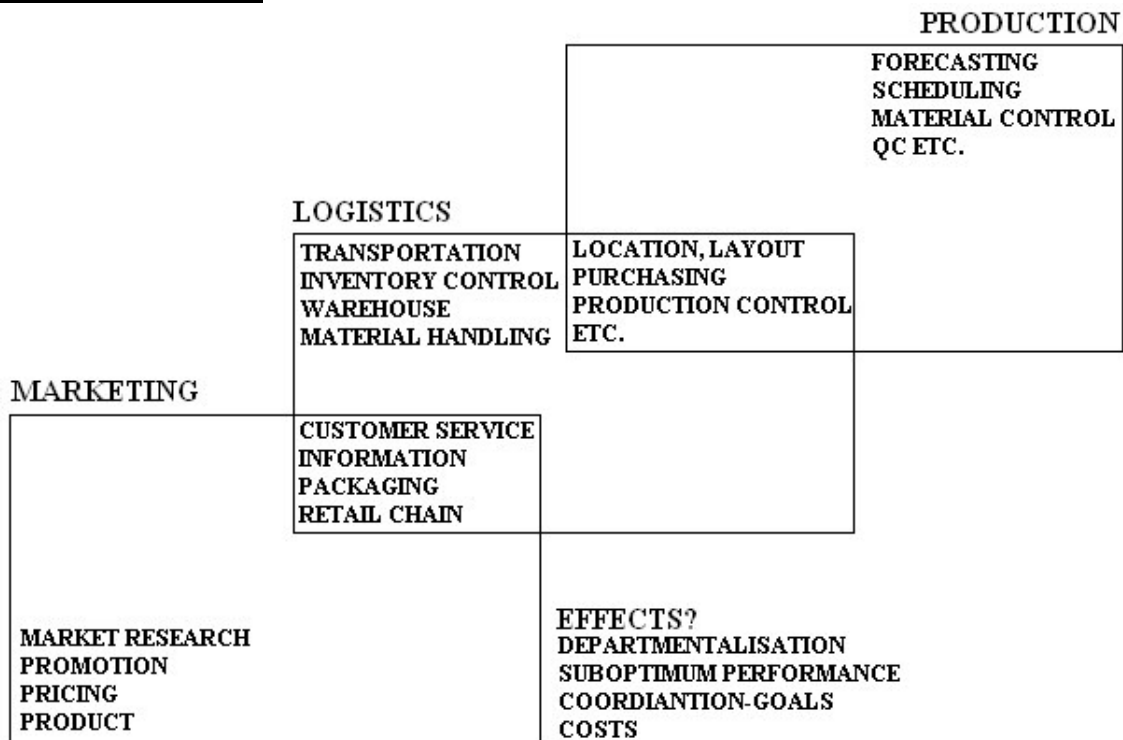 PRODUCTION
FORECASTING
SCHEDULING
MATERIAL CONTROL
QC ETC.
LOGISTICS
TRANSPORTATION
INVENTORY CONTROL
WAREHOUSE
MATERIAL HANDLING
LOCATION, LAYOUT
PURCHASING
PRODUCTION CONTROL
ETC.
MARKETING
CUSTOMER SERVICE
INFORMATION
PACKAGING
RETAIL CHAIN
MARKET RESEARCH
PROMOTION
PRICING
PRODUCT
EFFECTS?
DEPARTMENTALISATION
SUBOPTIMUM PERFORMANCE
COORDIANTION-GOALS
COSTS